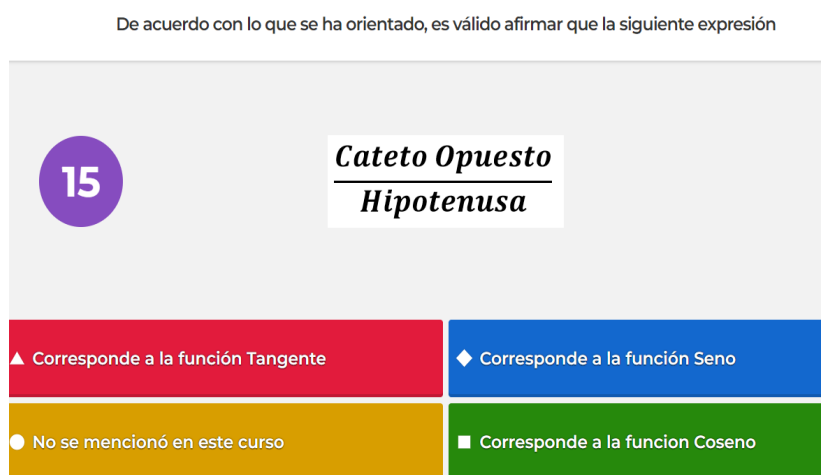 De acuerdo con lo que se ha orientado, es válido afirmar que la siguiente expresión
15
Cateto Opuesto
Hipotenusa
Corresponde a la función Tangente
Corresponde a la función Seno
No se mencionó en este curso
Corresponde a la funcion Coseno